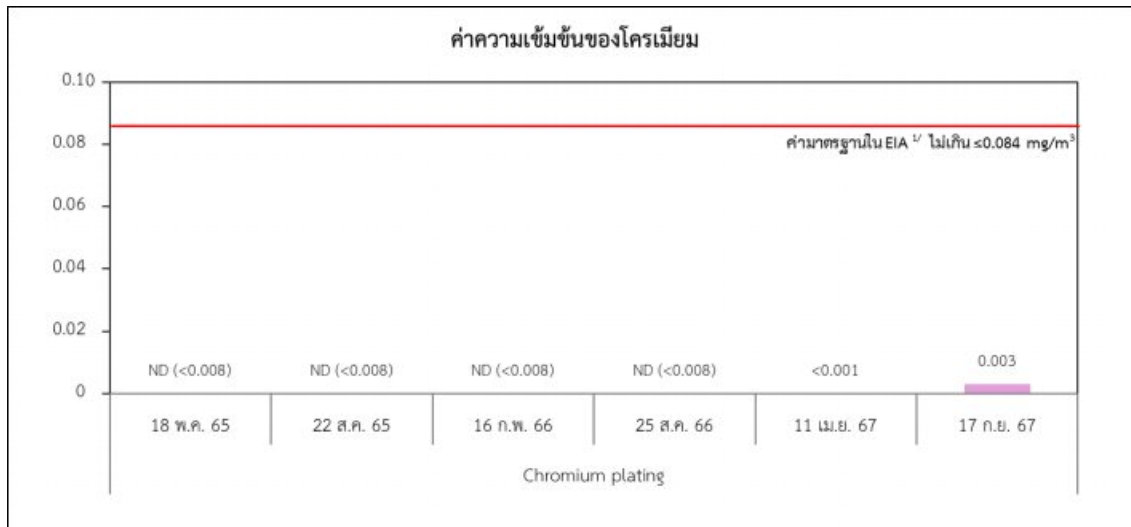 ค่าความเข้มข้นของโครเมียม
0.10
0.08
ค่ามาตรฐานใน EIA 1/ ไม่เกิน ≤0.084 mg/m³
0.06
0.04
0.02
ND (<0.008) ND (<0.008) ND (<0.008) ND (<0.008) <0.001 0.003
0
18 พ.ค. 65 22 ส.ค. 65 16 ก.พ. 66 25 ส.ค. 66 11 เม.ย. 67 17 ก.ย. 67
Chromium plating